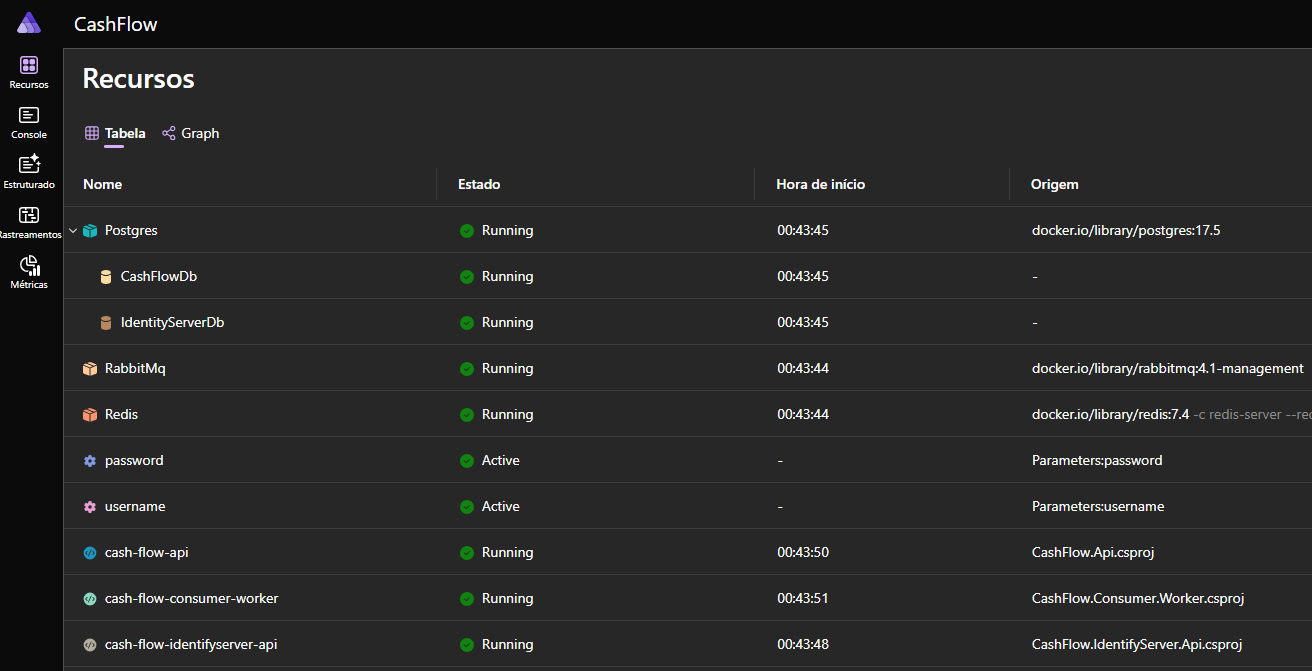 CashFlow
Recursos
Console
Estruturado
Rastreamentos
Métricas
Recursos
Tabela Graph
Nome Estado Hora de início Origem
Postgres Running 00:43:45 docker.io/library/postgres:17.5
CashFlowDb Running 00:43:45 -
IdentityServerDb Running 00:43:45 -
RabbitMq Running 00:43:44 docker.io/library/rabbitmq:4.1-management
Redis Running 00:43:44 docker.io/library/redis:7.4 -c redis-server --red
password Active - Parameters:password
username Active - Parameters:username
cash-flow-api Running 00:43:50 CashFlow.Api.csproj
cash-flow-consumer-worker Running 00:43:51 CashFlow.Consumer.Worker.csproj
cash-flow-identifyserver-api Running 00:43:48 CashFlow.IdentifyServer.Api.csproj